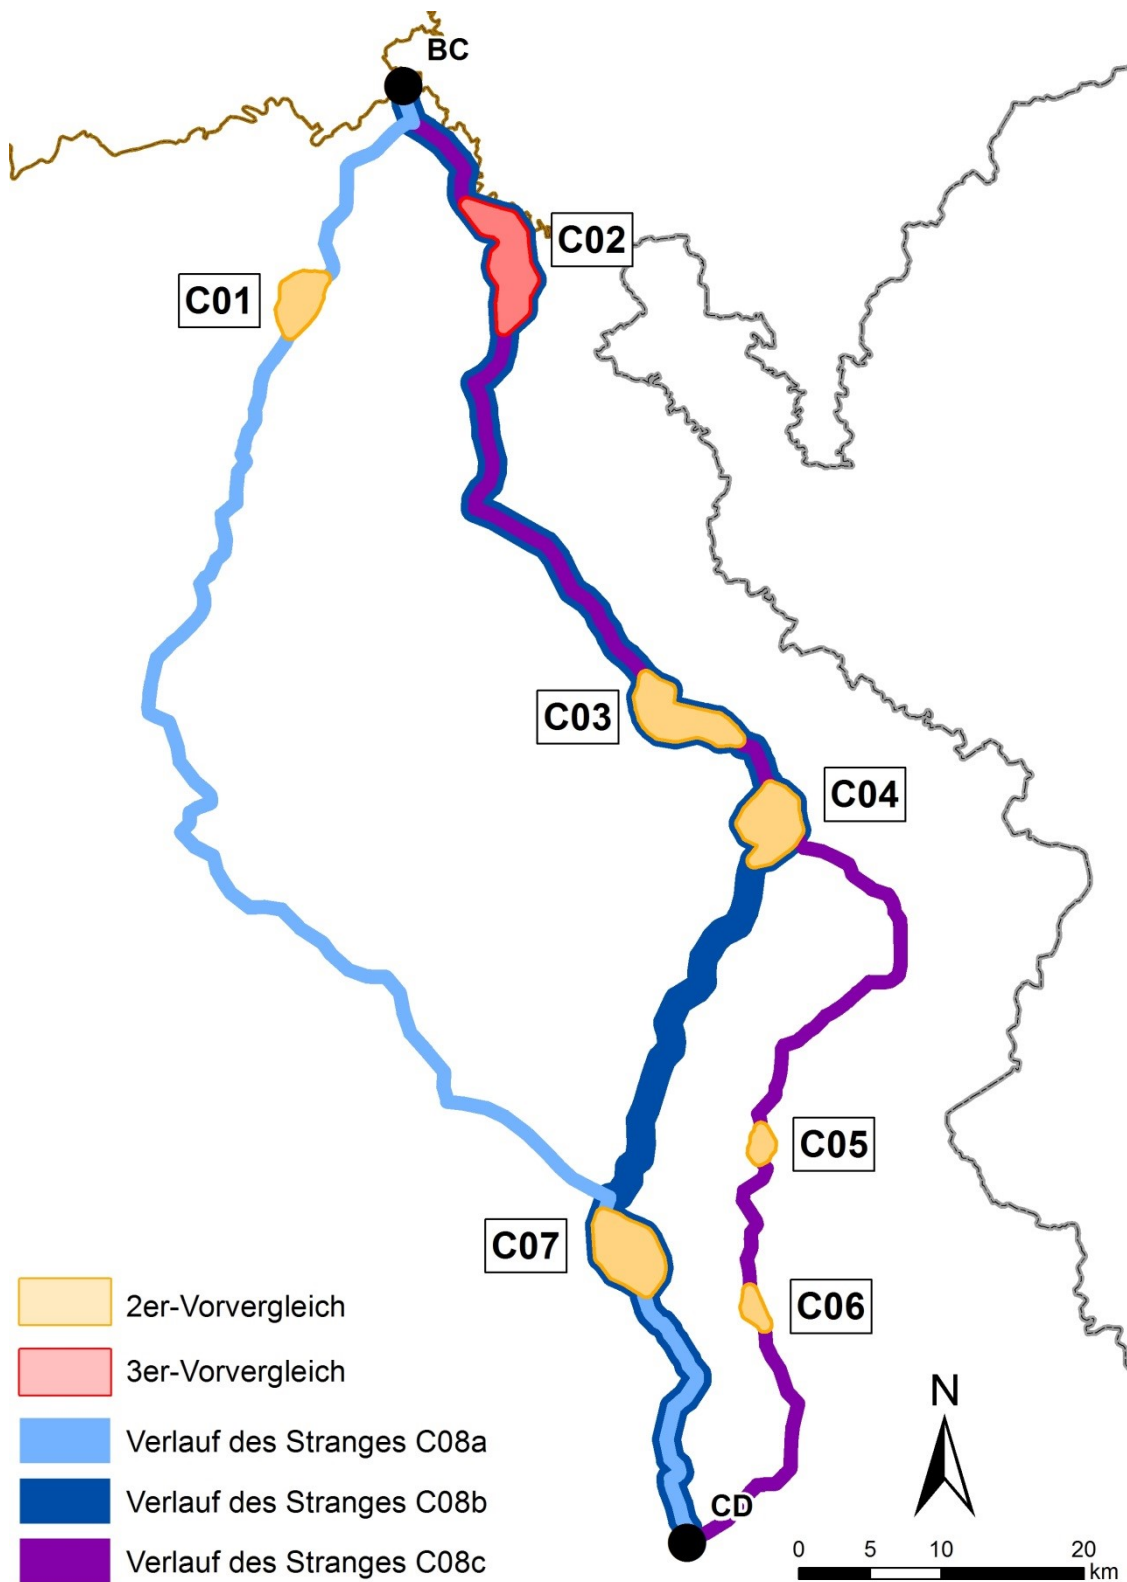 BC
C02
C01
C03
C04
C05
C07
C06
2er-Vorvergleich
3er-Vorvergleich
Verlauf des Stranges C08a
Verlauf des Stranges C08b
Verlauf des Stranges C08c
N
CD
0 5 10 20
km